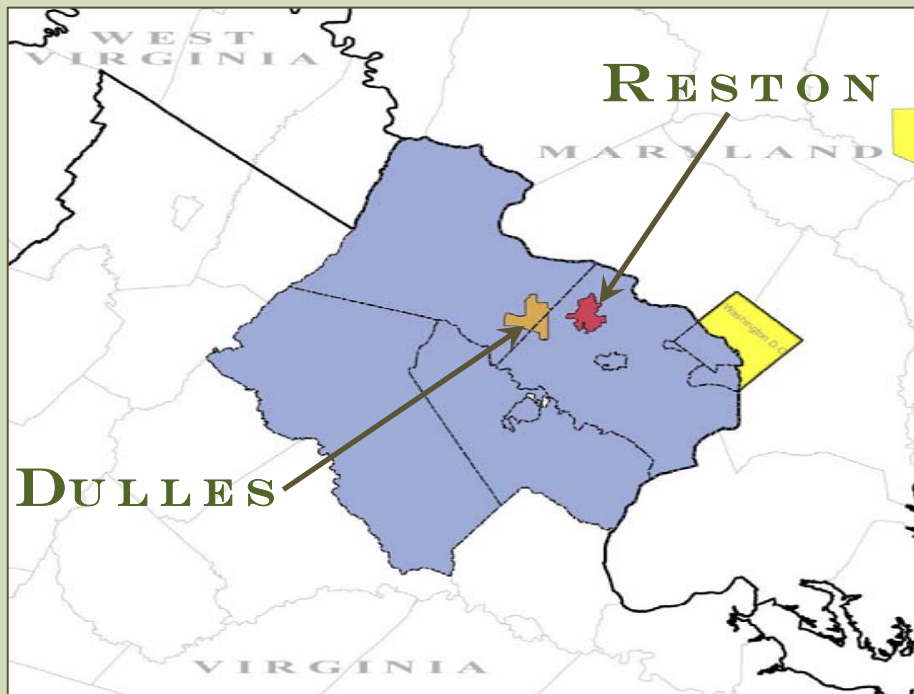 WEST
VIRGINIA
RESTON
MARYLAND
Washington D.C.
DULLES
VIRGINIA